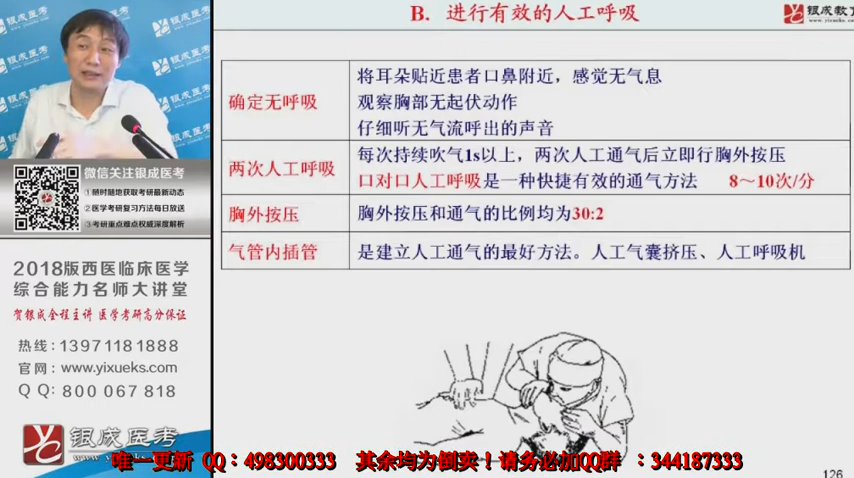 B. 进行有效的人工呼吸
银成教育
www.yixueks.com
银成医考
确定无呼吸
将耳朵贴近患者口鼻附近，感觉无气息
观察胸部无起伏动作
仔细听无气流呼出的声音
两次人工呼吸
每次持续吹气1s以上，两次人工通气后立即行胸外按压
口对口人工呼吸是一种快捷有效的通气方法 8～10次/分
胸外按压
胸外按压和通气的比例均为30:2
气管内插管
是建立人工通气的最好方法。人工气囊挤压、人工呼吸机
微信关注银成医考
①随时随地获取考研最新动态
②医学考研复习方法每日放送
③考研重点难点权威深度解析
2018版西医临床医学
综合能力名师大讲堂
贺银成全程主讲 医学考研高分保证
热线：13971181888
官网：www.yixueks.com
Q Q：800 067 818
银成医考
唯一更新 QQ：498300333 其余均为倒卖！请务必加QQ群 ：344187333
126